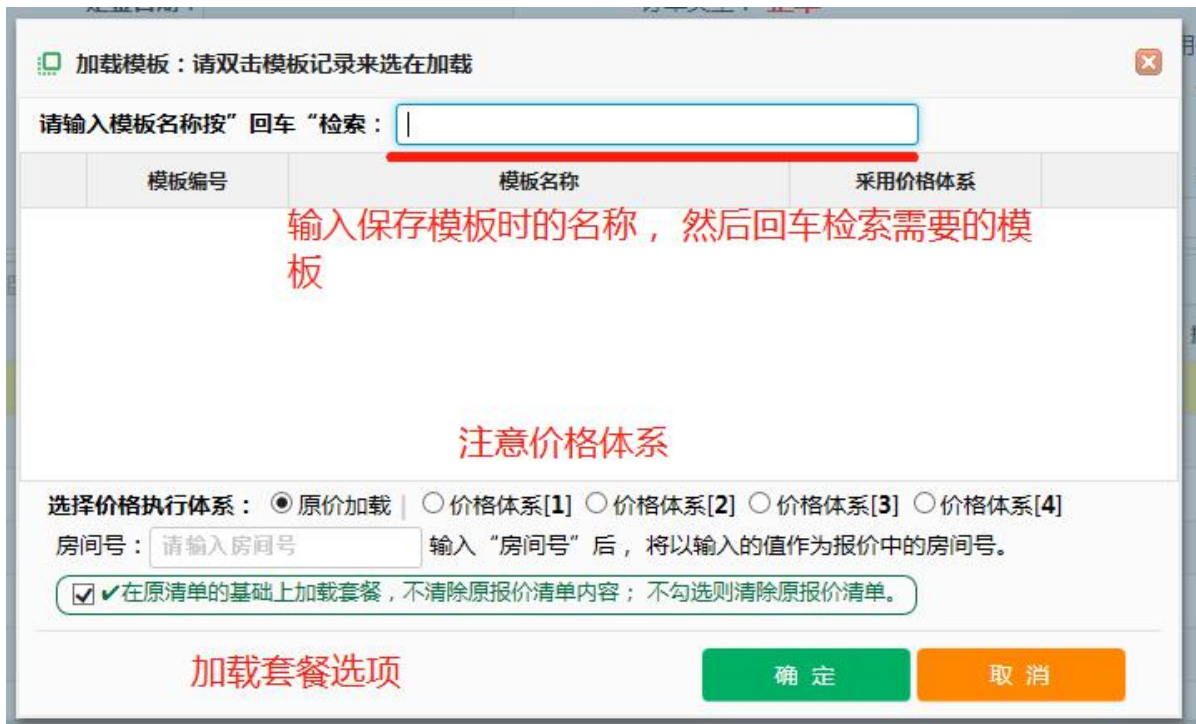 加载模板：请双击模板记录来选在加载
请输入模板名称按”回车“检索：
模板编号 模板名称 采用价格体系
输入保存模板时的名称，然后回车检索需要的模
板
注意价格体系
选择价格执行体系： 原价加载 | 价格体系[1] 价格体系[2] 价格体系[3] 价格体系[4]
房间号： 请输入房间号 输入“房间号”后，将以输入的值作为报价中的房间号。
✔在原清单的基础上加载套餐，不清除原报价清单内容； 不勾选则清除原报价清单。
加载套餐选项
确 定 取 消